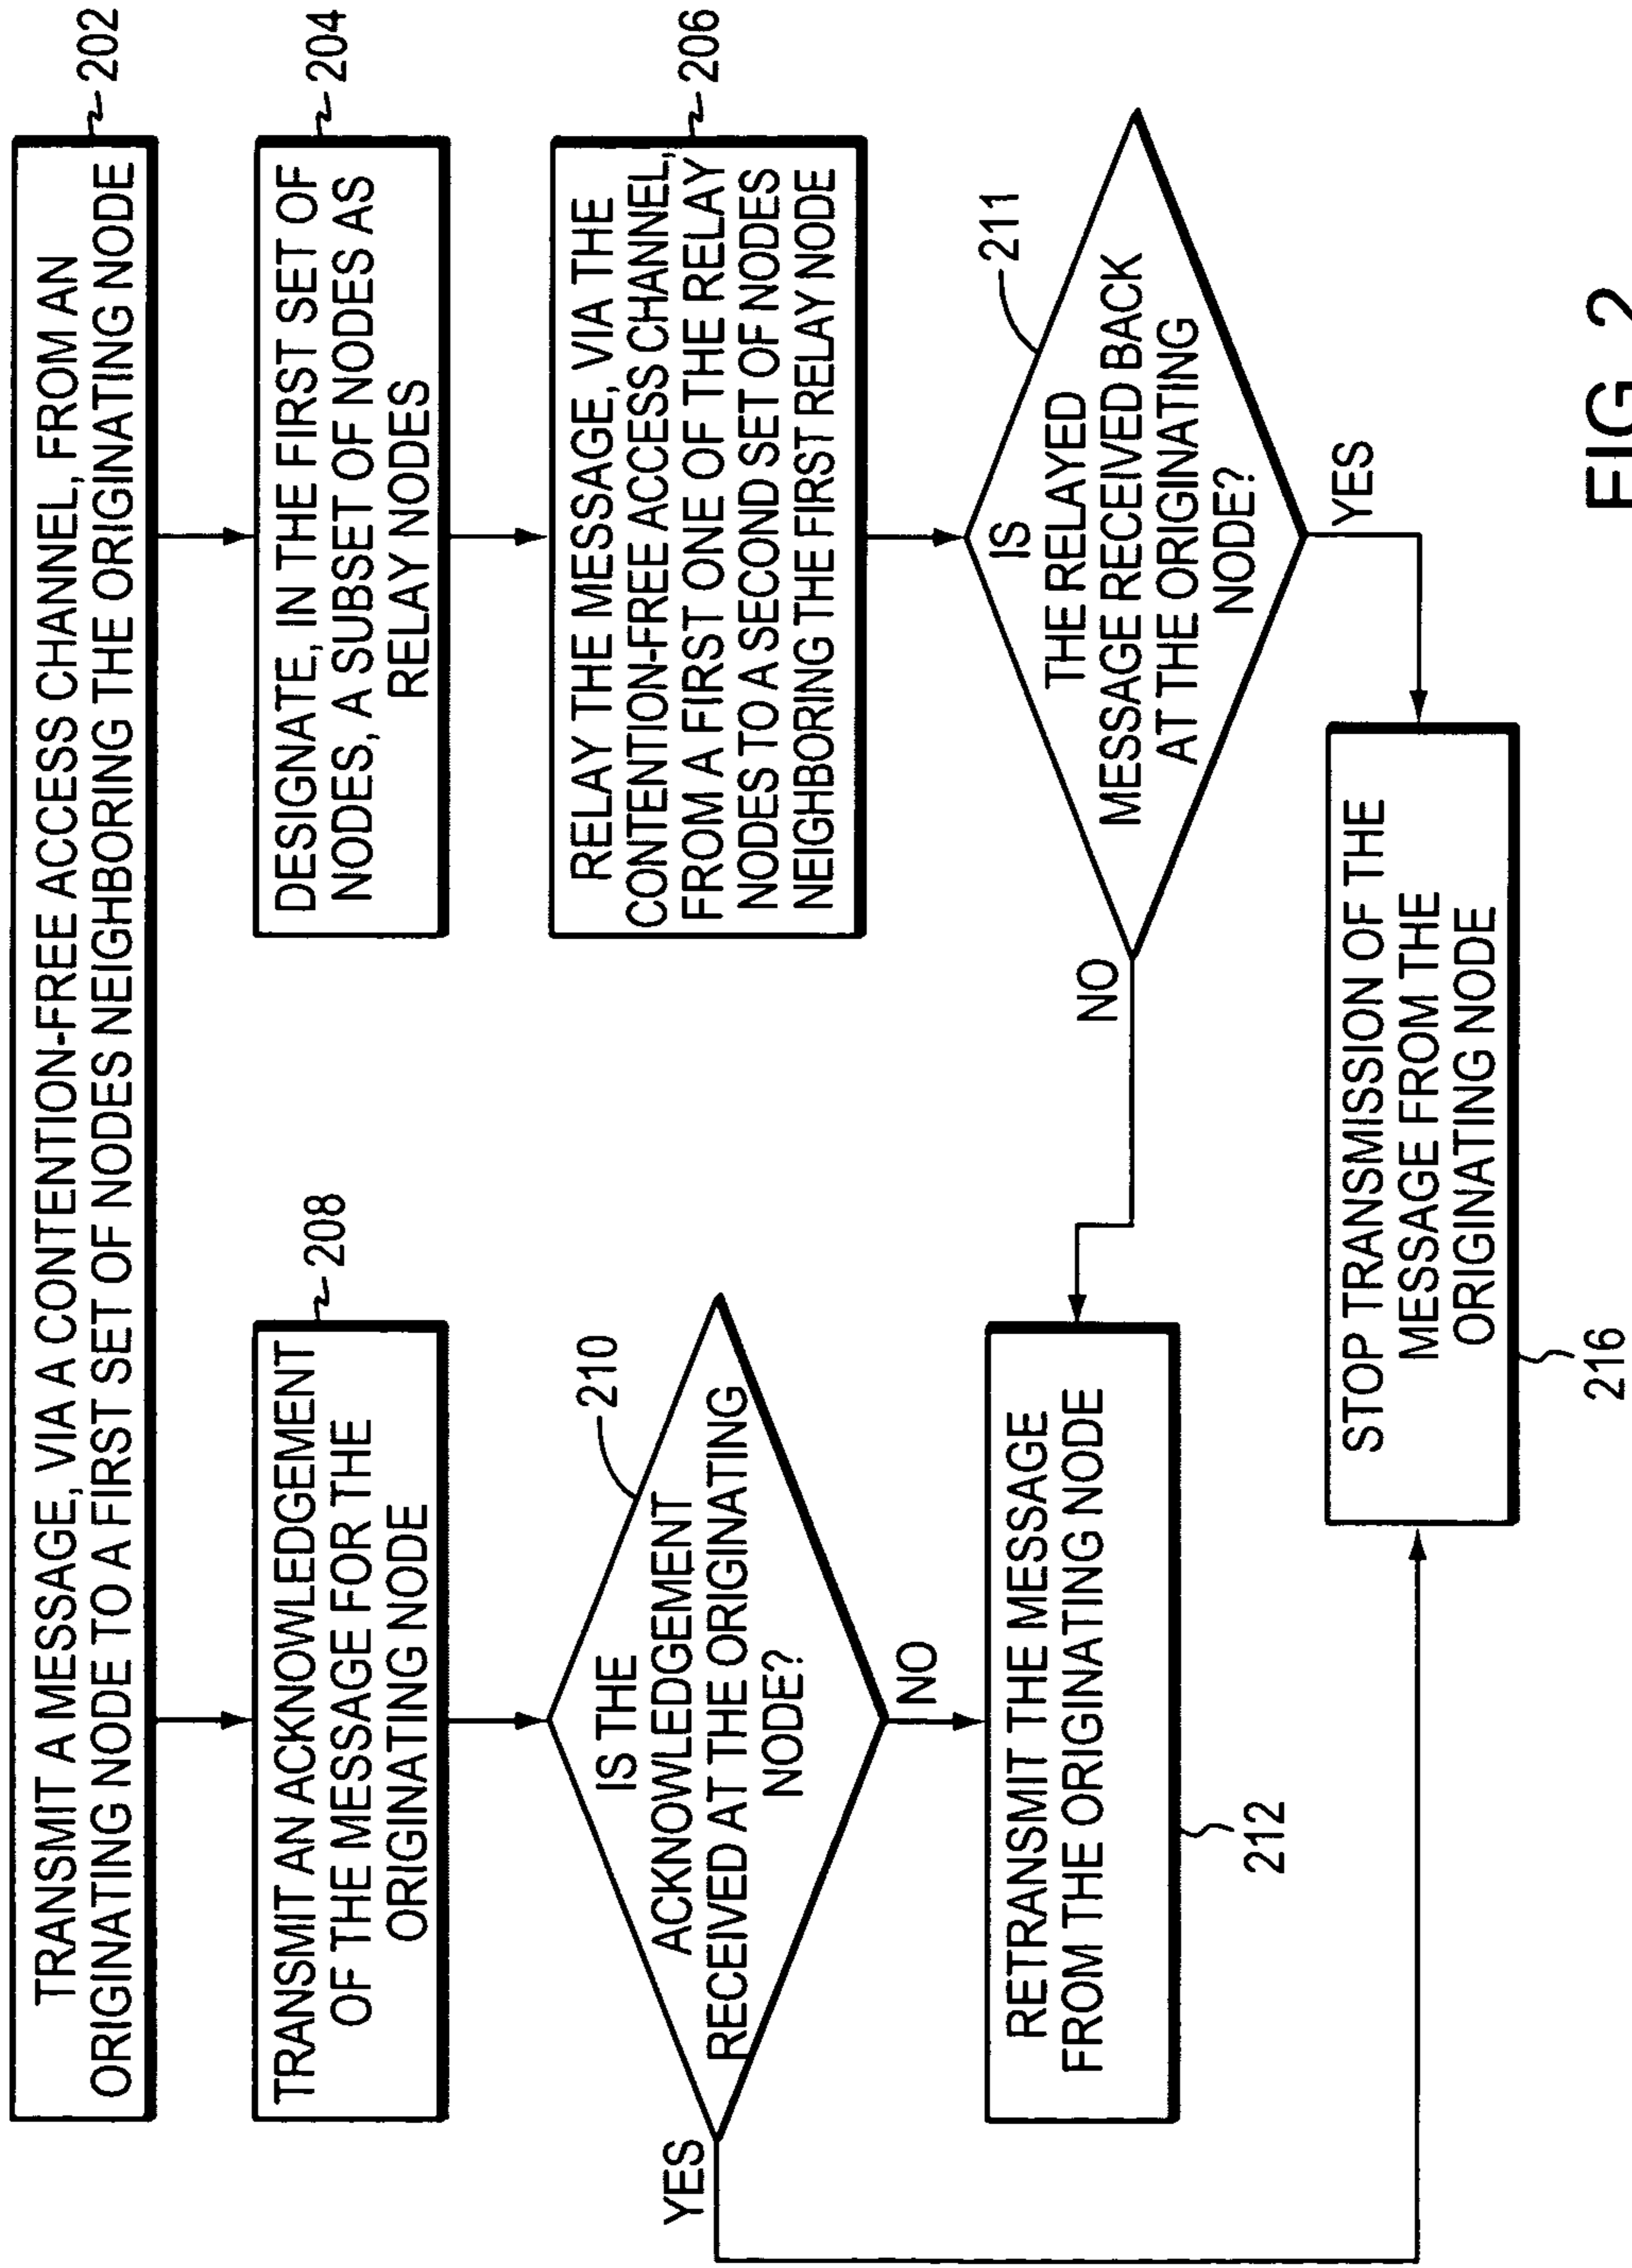 TRANSMIT A MESSAGE, VIA A CONTENTION-FREE ACCESS CHANNEL, FROM AN
ORIGINATING NODE TO A FIRST SET OF NODES NEIGHBORING THE ORIGINATING NODE
202
TRANSMIT AN ACKNOWLEDGEMENT
OF THE MESSAGE FOR THE
ORIGINATING NODE
208
DESIGNATE, IN THE FIRST SET OF
NODES, A SUBSET OF NODES AS
RELAY NODES
204
RELAY THE MESSAGE, VIA THE
CONTENTION-FREE ACCESS CHANNEL,
FROM A FIRST ONE OF THE RELAY
NODES TO A SECOND SET OF NODES
NEIGHBORING THE FIRST RELAY NODE
206
IS THE
ACKNOWLEDGEMENT
RECEIVED AT THE ORIGINATING
NODE?
210
YES
NO
IS
THE RELAYED
MESSAGE RECEIVED BACK
AT THE ORIGINATING
NODE?
211
NO
YES
RETRANSMIT THE MESSAGE
FROM THE ORIGINATING NODE
212
STOP TRANSMISSION OF THE
MESSAGE FROM THE
ORIGINATING NODE
216
FIG. 2